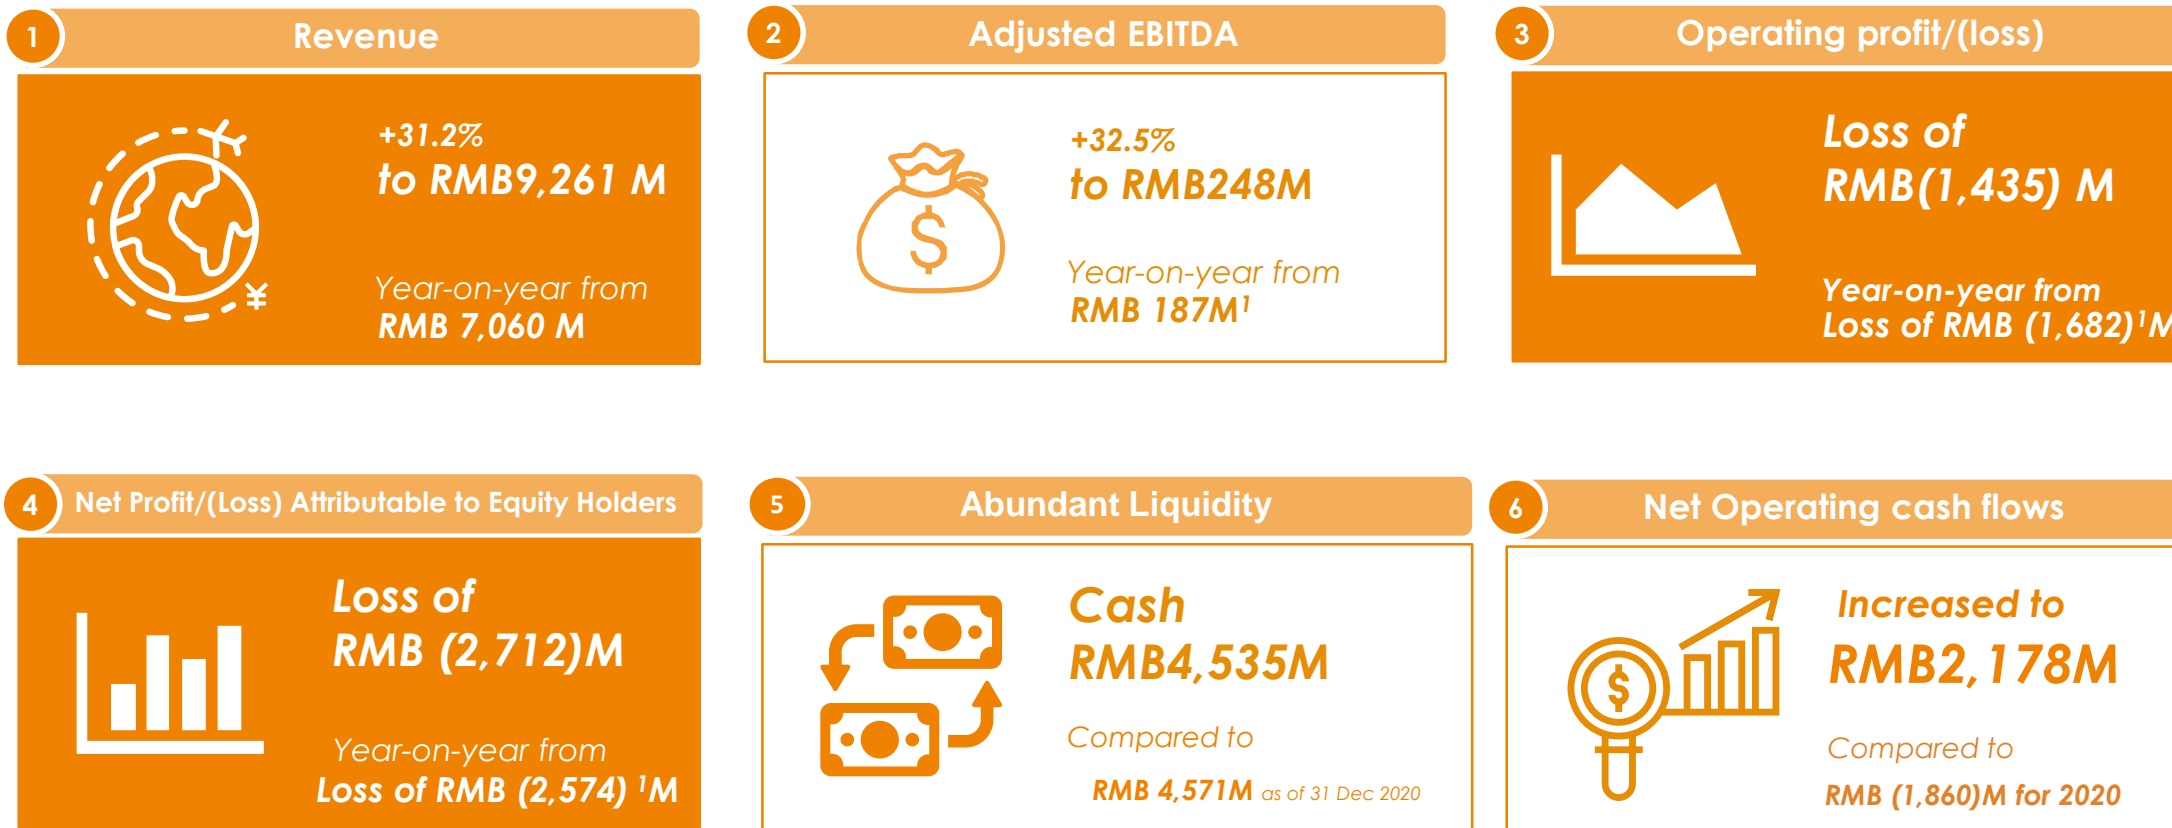 1
Revenue
+31.2%
to RMB9,261 M
Year-on-year from
RMB 7,060 M
¥
2
Adjusted EBITDA
+32.5%
to RMB248M
$
Year-on-year from
RMB 187M¹
3
Operating profit/(loss)
Loss of
RMB(1,435) M
Year-on-year from
Loss of RMB (1,682)¹M
4
Net Profit/(Loss) Attributable to Equity Holders
Loss of
RMB (2,712)M
Year-on-year from
Loss of RMB (2,574) ¹M
5
Abundant Liquidity
Cash
RMB4,535M
Compared to
RMB 4,571M as of 31 Dec 2020
6
Net Operating cash flows
Increased to
RMB2,178M
$
Compared to
RMB (1,860)M for 2020